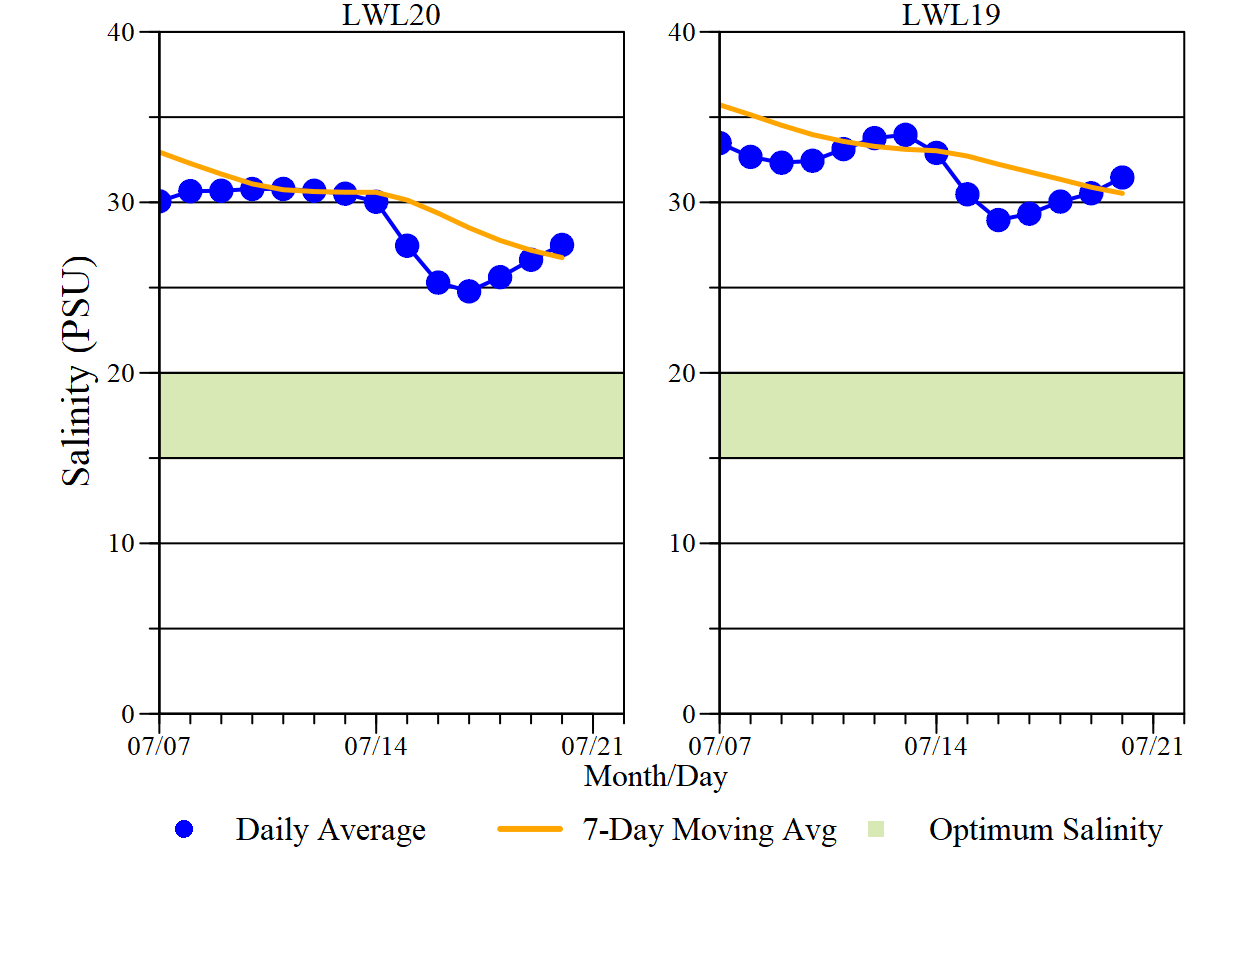 LWL20
LWL19
40
30
20
10
0
40
30
20
10
0
Salinity (PSU)
07/07
07/14
07/21
07/07
07/14
07/21
Month/Day
Daily Average
7-Day Moving Avg
Optimum Salinity